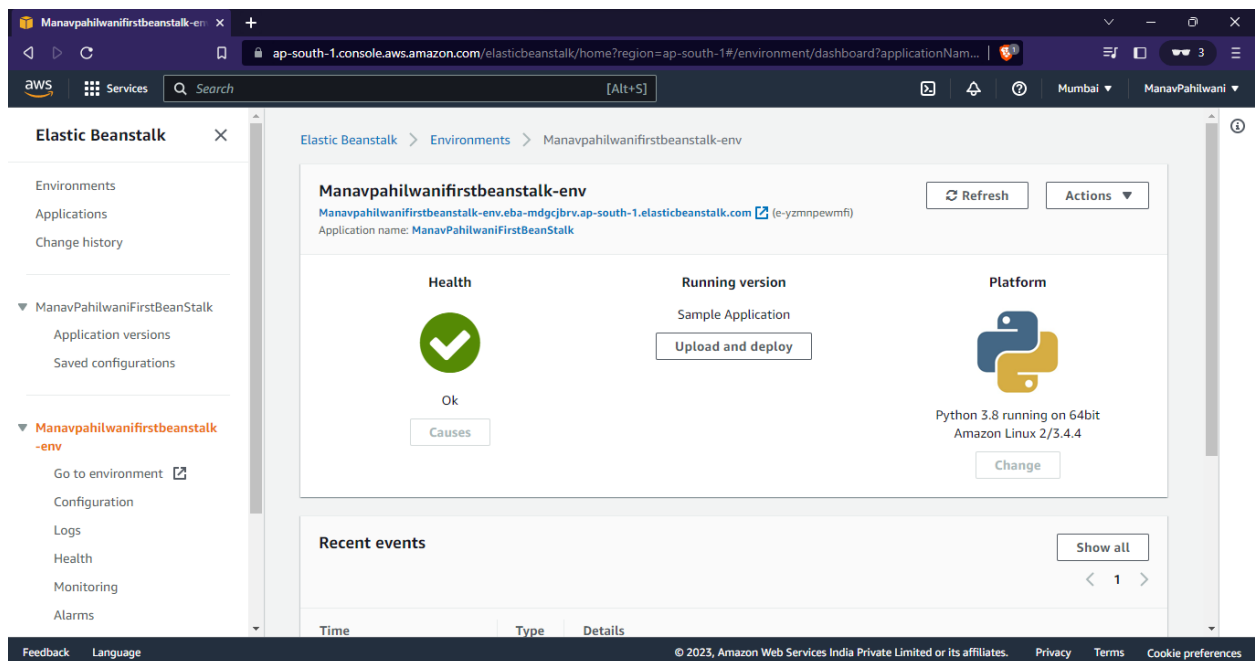 Manavpahilwanifirstbeanstalk-en
ap-south-1.console.aws.amazon.com/elasticbeanstalk/home?region=ap-south-1#/environment/dashboard?applicationNam...
1
3
aws
Services
Search
[Alt+S]
Mumbai
ManavPahilwani
Elastic Beanstalk
Environments
Applications
Change history
ManavPahilwaniFirstBeanStalk
Application versions
Saved configurations
Manavpahilwanifirstbeanstalk
-env
Go to environment
Configuration
Logs
Health
Monitoring
Alarms
Elastic Beanstalk > Environments > Manavpahilwanifirstbeanstalk-env
Manavpahilwanifirstbeanstalk-env
Manavpahilwanifirstbeanstalk-env.eba-mdgcjbrv.ap-south-1.elasticbeanstalk.com (e-yzmnpewmfi)
Application name: ManavPahilwaniFirstBeanStalk
Refresh
Actions
Health
Ok
Causes
Running version
Sample Application
Upload and deploy
Platform
Python 3.8 running on 64bit
Amazon Linux 2/3.4.4
Change
Recent events
Show all
< 1 >
Time Type Details
Feedback Language © 2023, Amazon Web Services India Private Limited or its affiliates. Privacy Terms Cookie preferences